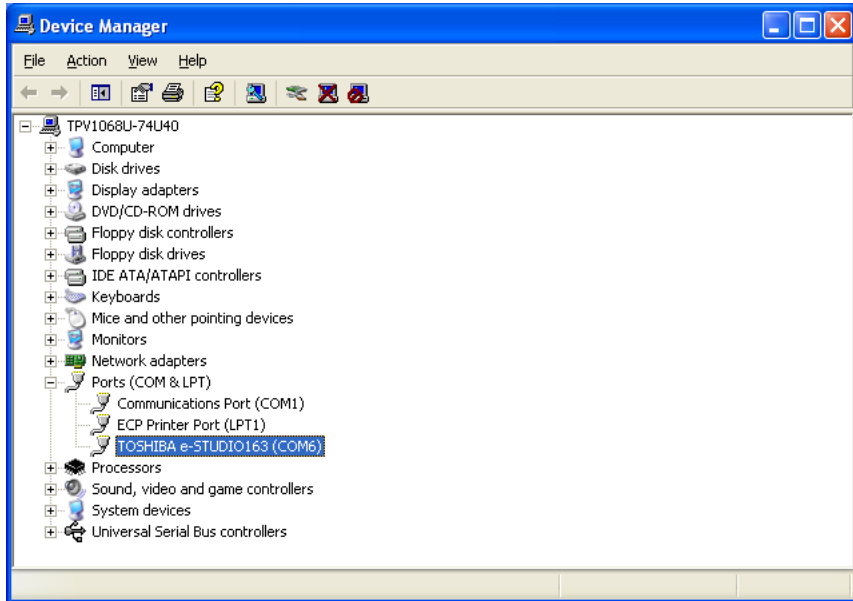 Device Manager
File Action View Help
TPV1068U-74U40
Computer
Disk drives
Display adapters
DVD/CD-ROM drives
Floppy disk controllers
Floppy disk drives
IDE ATA/ATAPI controllers
Keyboards
Mice and other pointing devices
Monitors
Network adapters
Ports (COM & LPT)
Communications Port (COM1)
ECP Printer Port (LPT1)
TOSHIBA e-STUDIO163 (COM6)
Processors
Sound, video and game controllers
System devices
Universal Serial Bus controllers